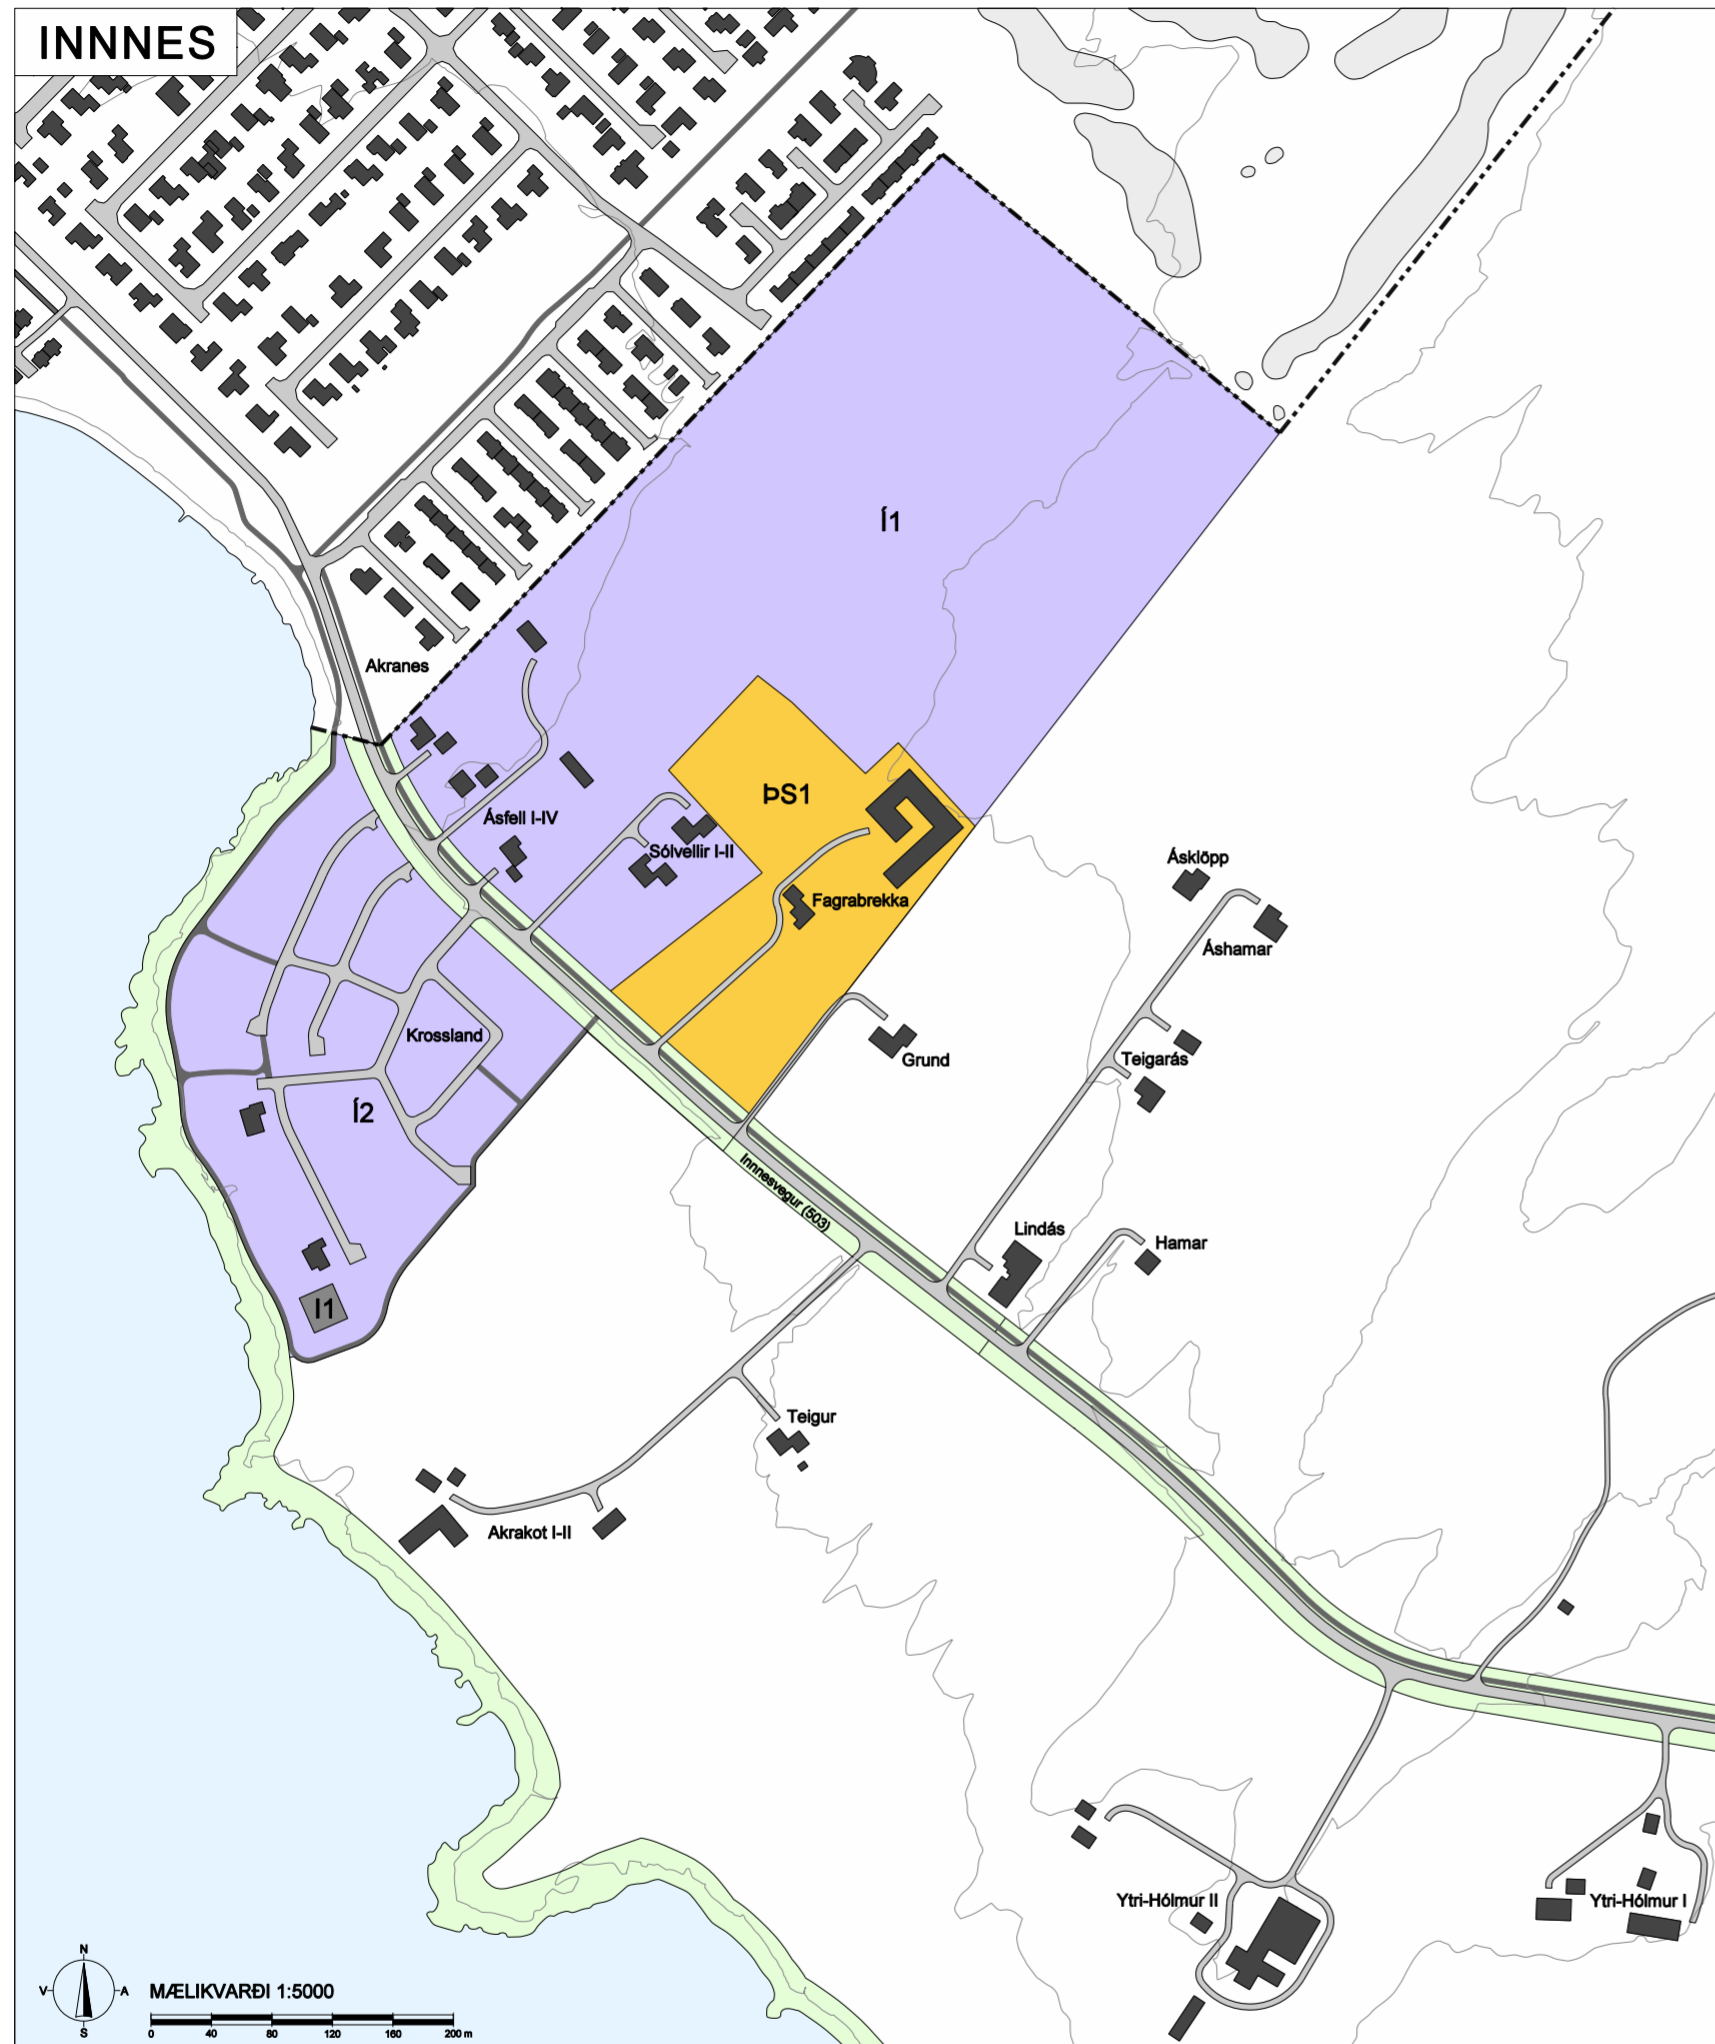 INNNES
Í1
Akranes
ÞS1
Ásfell I-IV
Sólvellir I-II
Ásklöpp
Fagrabrekka
Áshamar
Krossland
Grund
Teigarás
Í2
Innnesvegur (503)
Lindás
Hamar
I1
Teigur
Akrakot I-II
Ytri-Hólmur II
Ytri-Hólmur I
N
V A
S
MÆLIKVARÐI 1:5000
0 40 80 120 160 200 m